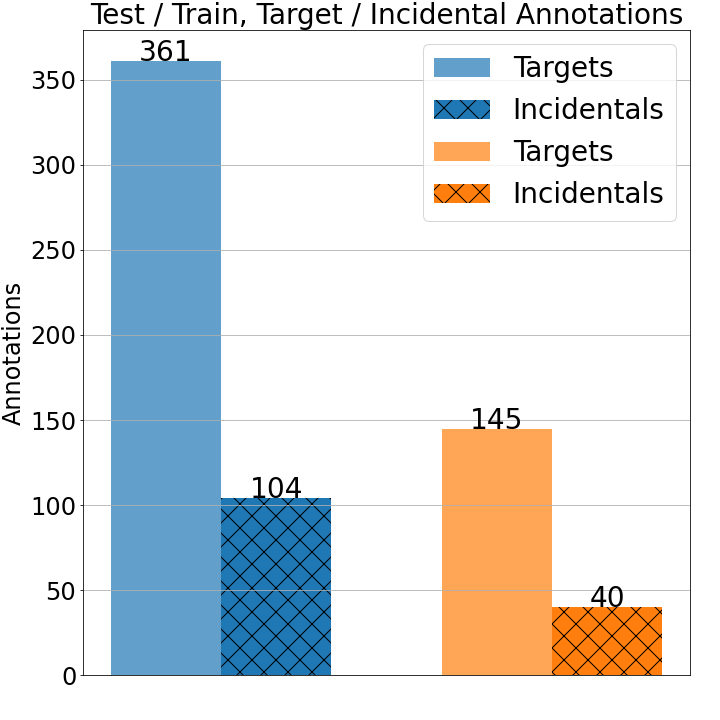 Test / Train, Target / Incidental Annotations
361
Targets
Incidentals
Targets
Incidentals
350
300
250
200
150
100
50
0
Annotations
145
104
40